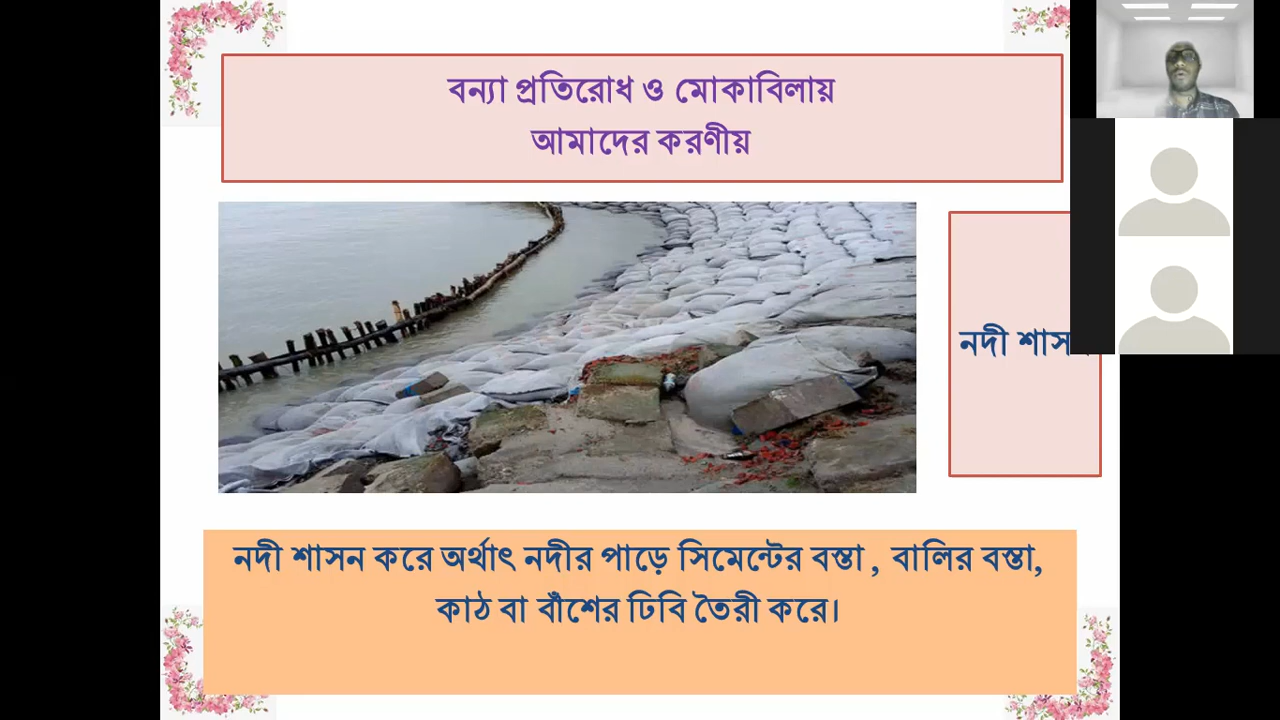 বন্যা প্রতিরোধ ও মোকাবিলায়
আমাদের করণীয়
নদী
নদী শাসন করে অর্থাৎ নদীর পাড়ে সিমেন্টের বস্তা , বালির বস্তা,
কাঠ বা বাঁশের ঢিবি তৈরী করে।